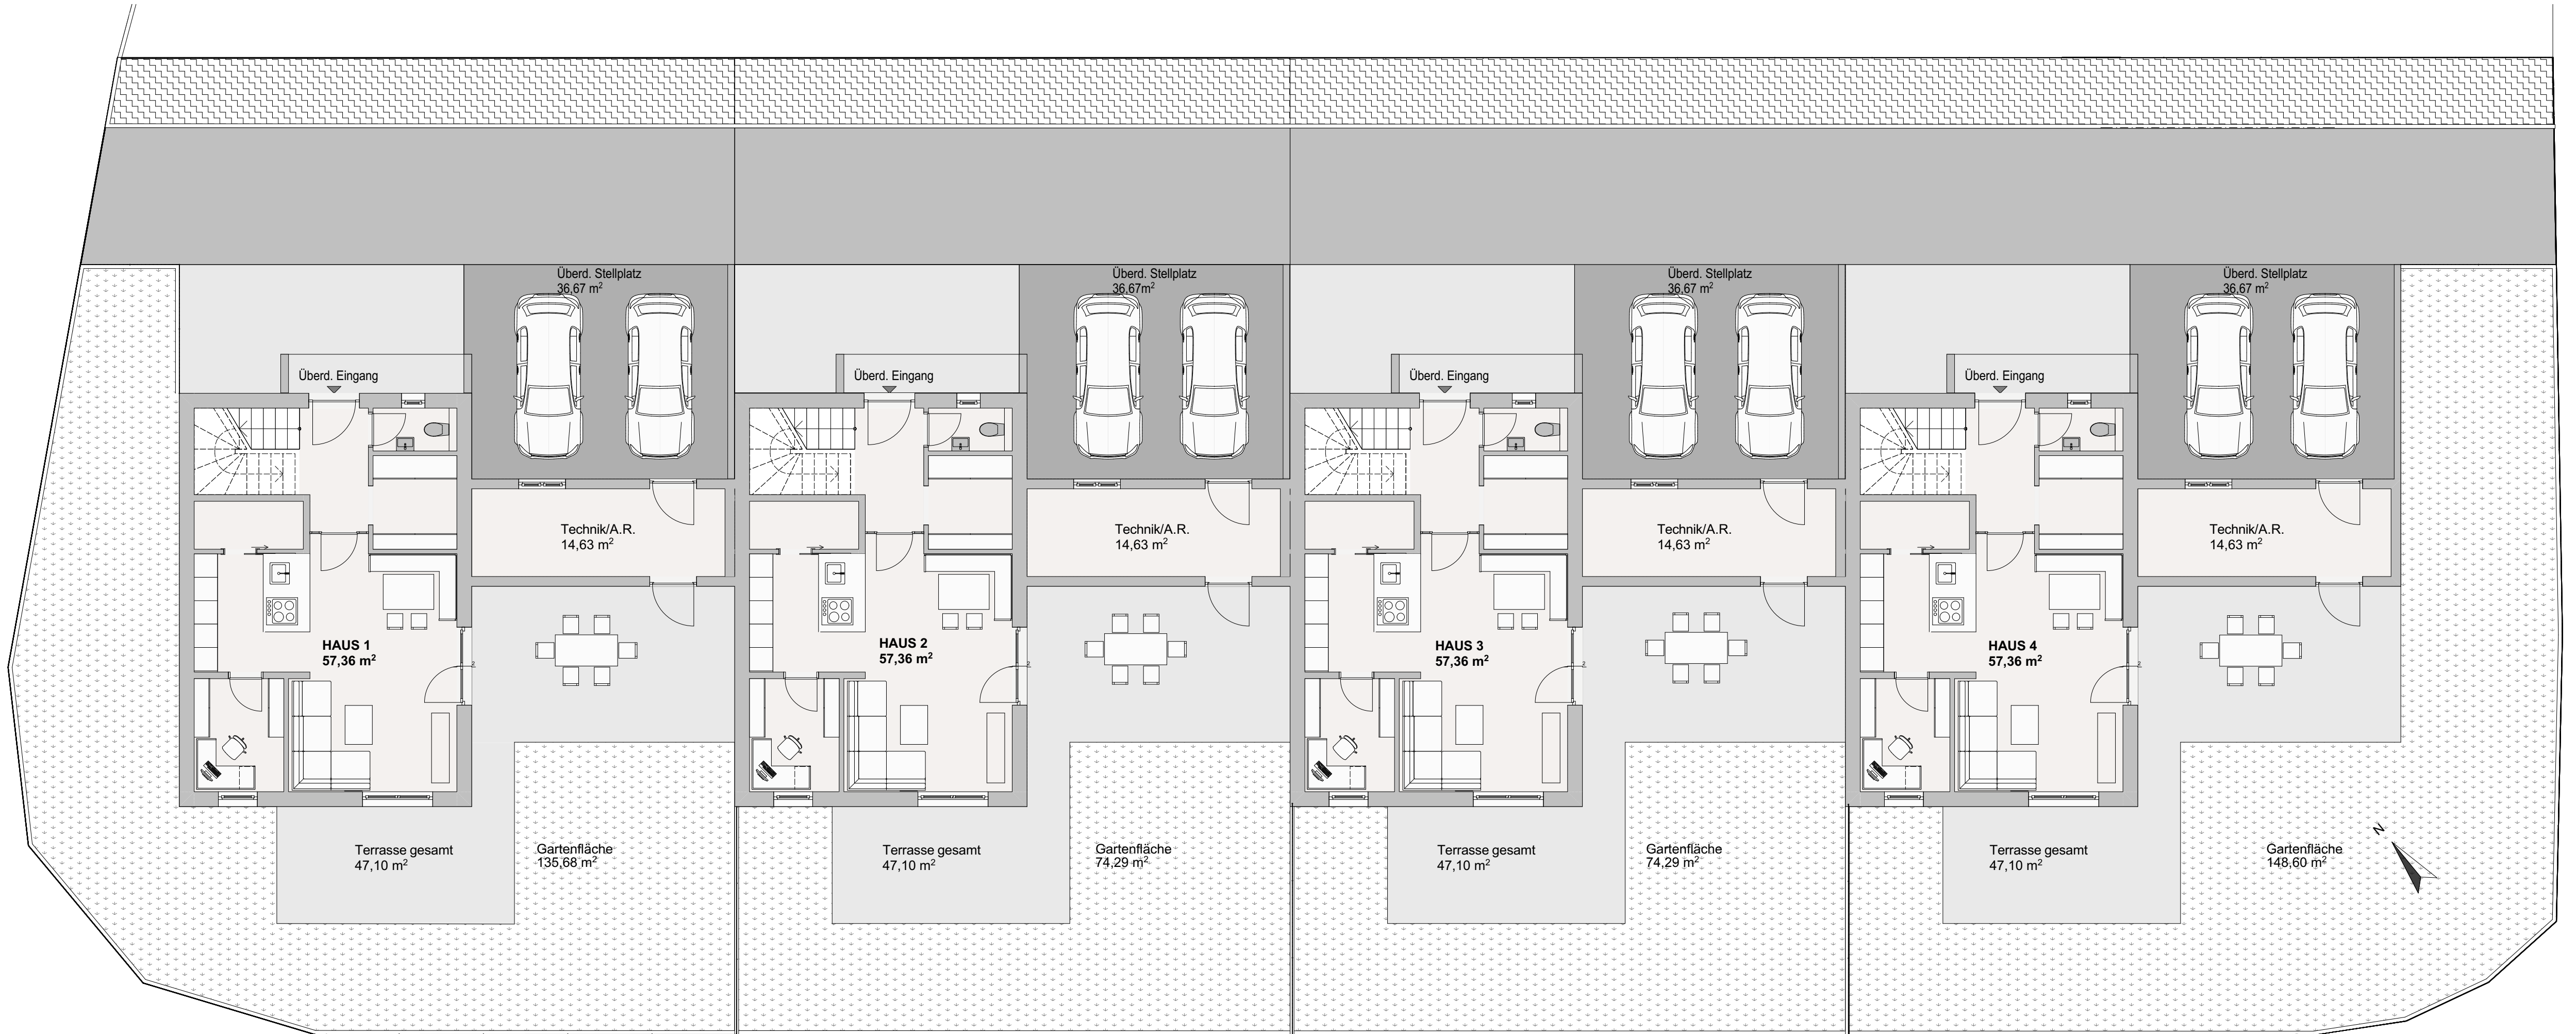 Überd. Stellplatz
36,67 m²
Überd. Stellplatz
36,67m²
Überd. Stellplatz
36,67 m²
Überd. Stellplatz
36,67 m²
Überd. Eingang
Überd. Eingang
Überd. Eingang
Überd. Eingang
Technik/A.R.
14,63 m²
Technik/A.R.
14,63 m²
Technik/A.R.
14,63 m²
Technik/A.R.
14,63 m²
HAUS 1
57,36 m²
HAUS 2
57,36 m²
HAUS 3
57,36 m²
HAUS 4
57,36 m²
2
2
2
2
Terrasse gesamt
47,10 m²
Gartenfläche
135,68 m²
Terrasse gesamt
47,10 m²
Gartenfläche
74,29 m²
Terrasse gesamt
47,10 m²
Gartenfläche
74,29 m²
Terrasse gesamt
47,10 m²
Gartenfläche
148,60 m²
N